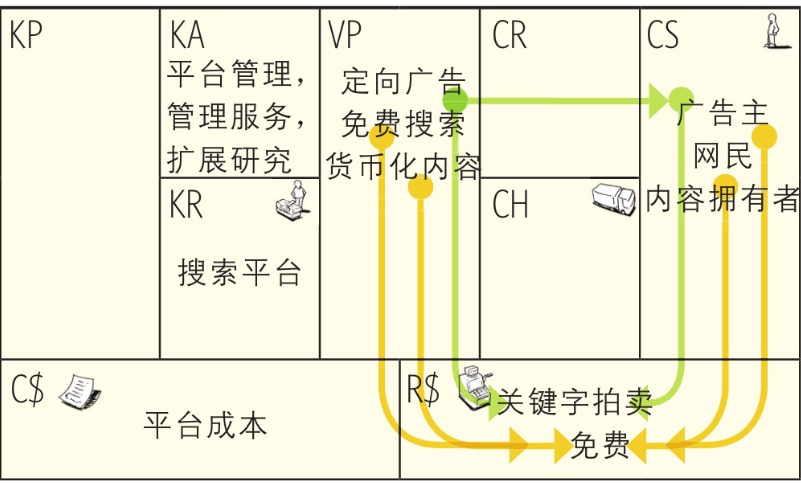 KP
KA
平台管理，
管理服务，
扩展研究
KR
搜索平台
VP
定向广告
免费搜索
货币化内容
CR
CH
CS
广告主
网民
内容拥有者
C$
平台成本
R$
关键字拍卖
免费